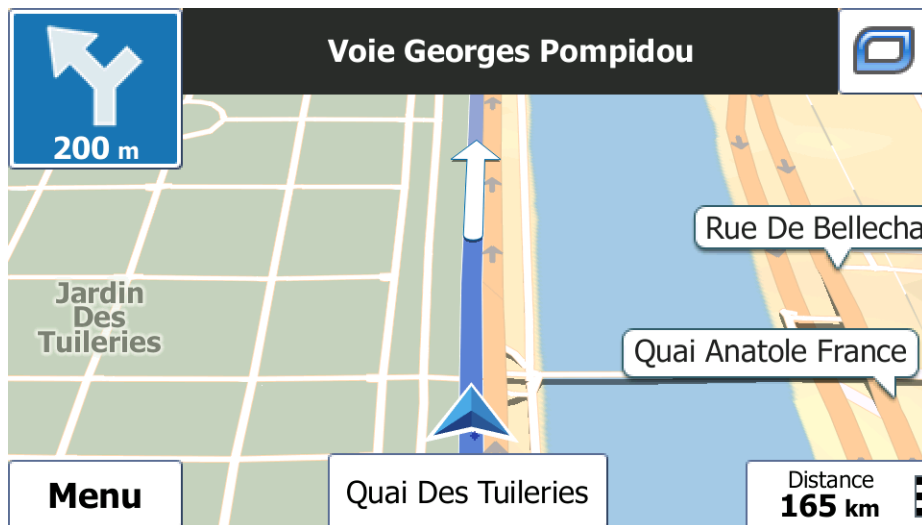 Voie Georges Pompidou
200 m
Rue De Bellecha
Jardin
Des
Tuileries
Quai Anatole France
Menu
Quai Des Tuileries
Distance
165 km